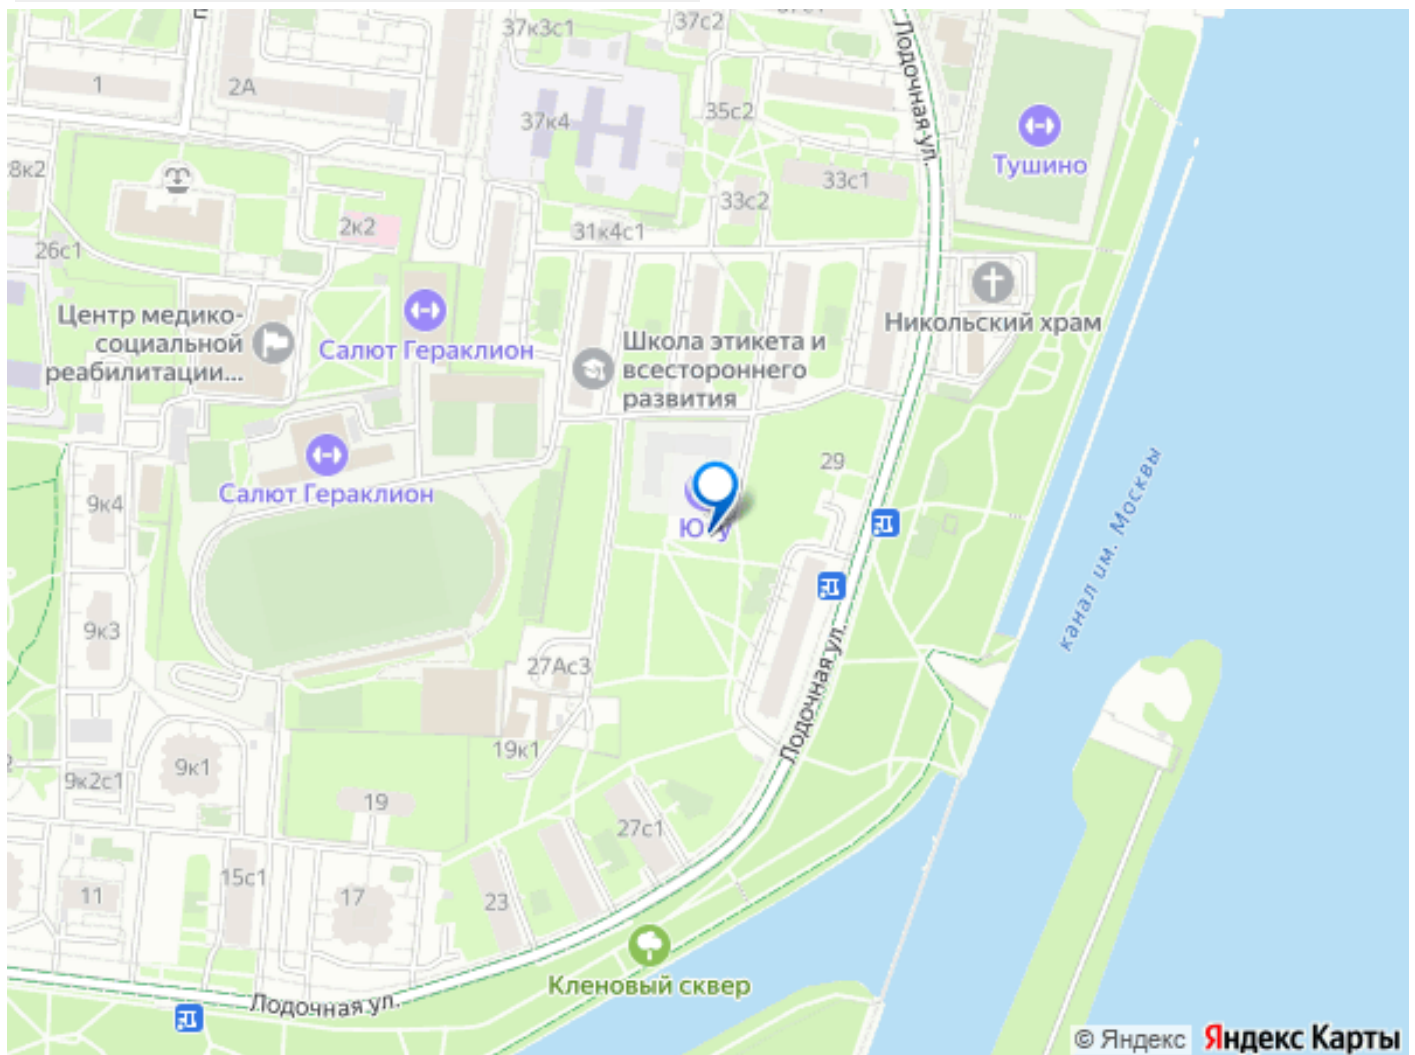 37к3с1
37с2
1
2А
37к4
35с2
Лодочная ул.
Тушино
28к2
33с1
33с2
2к2
31к4с1
26с1
Центр медико-
социальной
реабилитации...
Салют Гераклион
Школа этикета и
всестороннего
развития
Никольский храм
Салют Гераклион
29
9к4
канал им. Москвы
9к3
27Ас3
Лодочная ул.
19к1
9к1
9к2с1
19
27с1
15с1
11
17
23
Кленовый сквер
Лодочная ул.
© Яндекс Яндекс Карты